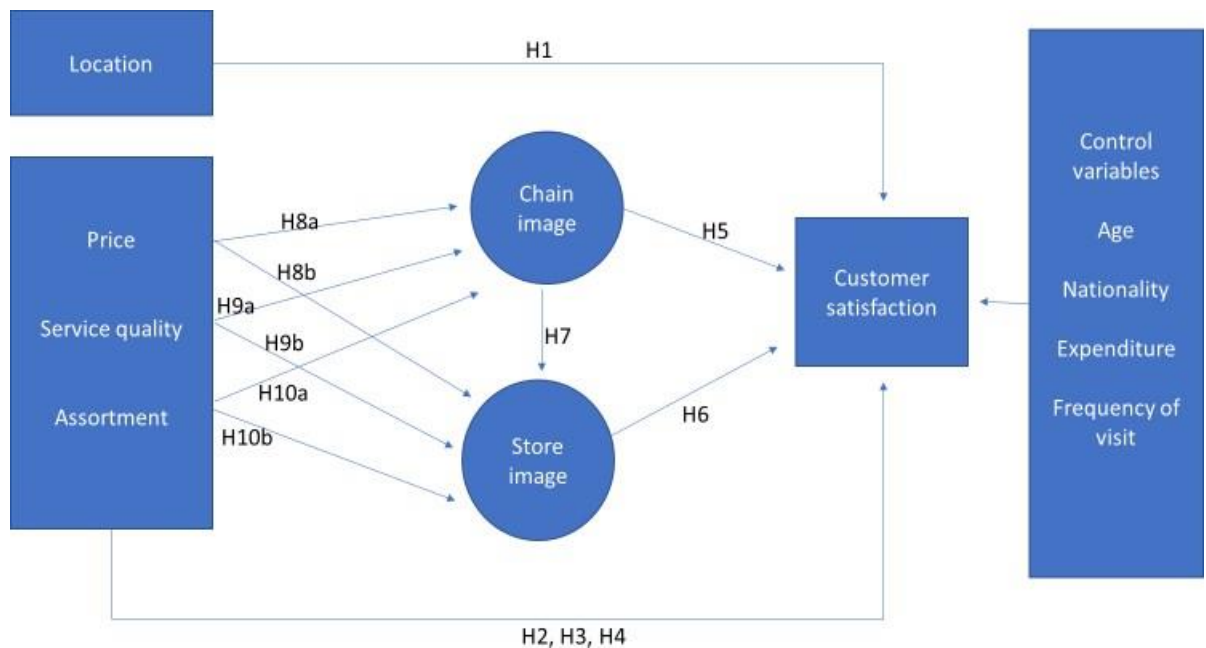 Location
H1
Price
Service quality
Assortment
H8a
H8b
H9a
H9b
H10a
H10b
Chain
image
H7
Store
image
H5
H6
Customer
satisfaction
Control
variables
Age
Nationality
Expenditure
Frequency of
visit
H2, H3, H4